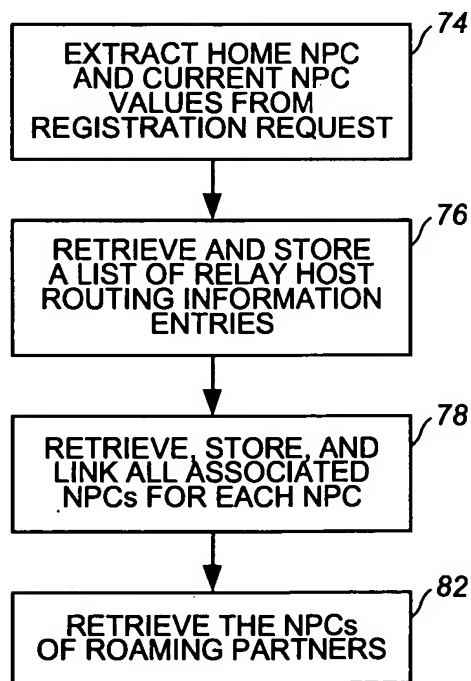 74
EXTRACT HOME NPC
AND CURRENT NPC
VALUES FROM
REGISTRATION REQUEST
76
RETRIEVE AND STORE
A LIST OF RELAY HOST
ROUTING INFORMATION
ENTRIES
78
RETRIEVE, STORE, AND
LINK ALL ASSOCIATED
NPCs FOR EACH NPC
82
RETRIEVE THE NPCs
OF ROAMING PARTNERS